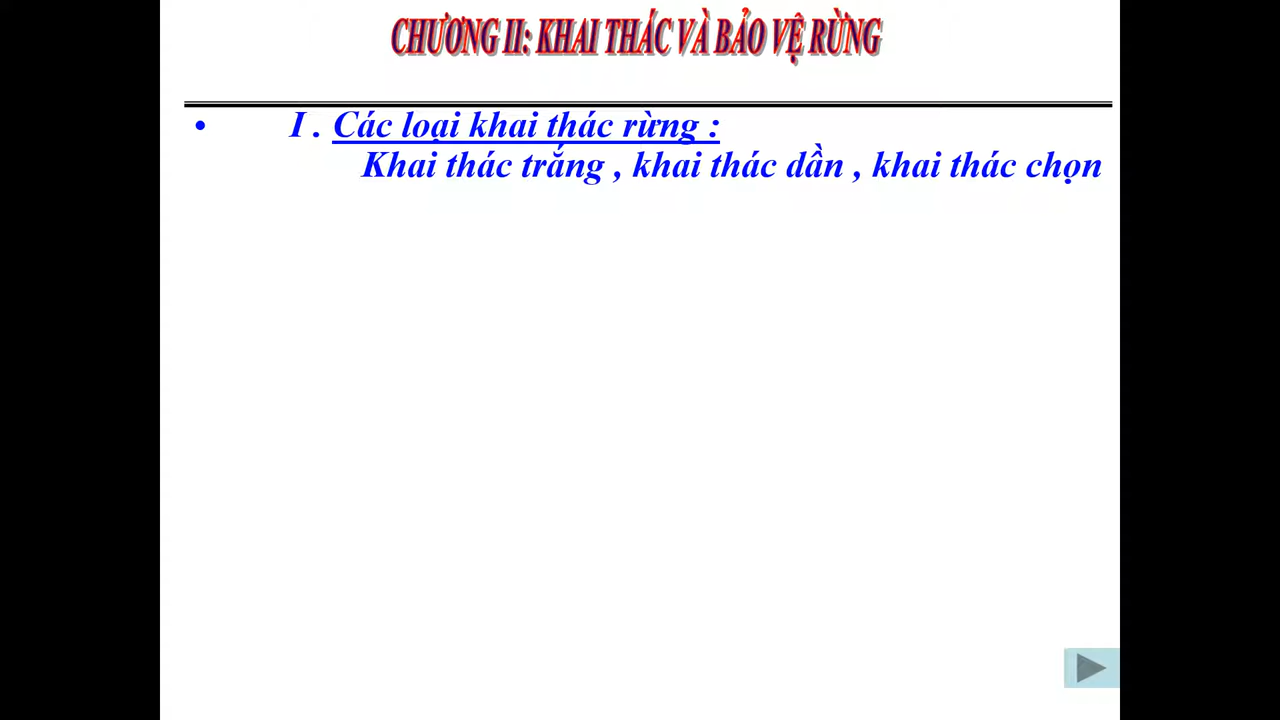 CHƯƠNG II: KHAI THÁC VÀ BẢO VỆ RỪNG
• I . Các loại khai thác rừng :
Khai thác trắng , khai thác dần , khai thác chọn